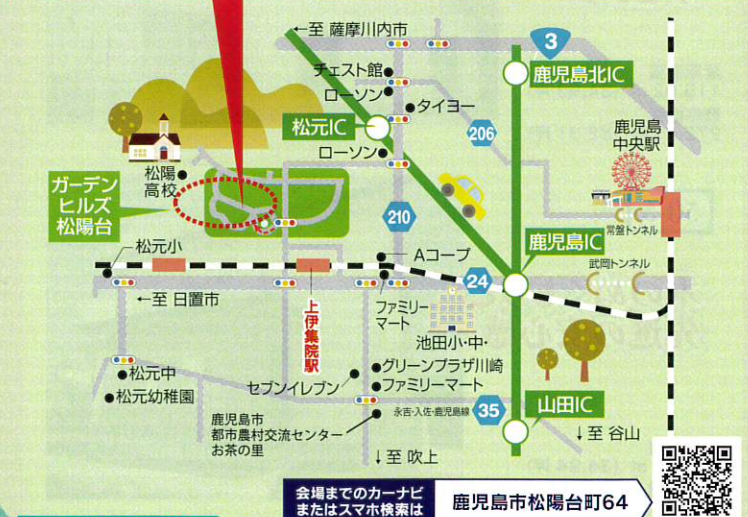 ←至 薩摩川内市
3
チェスト館
鹿児島北IC
ローソン
タイヨー
松元IC
206
鹿児島
中央駅
ローソン
松陽
高校
ガーデン
ヒルズ
松陽台
210
常盤トンネル
鹿児島IC
松元小
Aコープ
武岡トンネル
24
←至 日置市
上伊集院駅
ファミリー
マート
池田小・中・
グリーンプラザ川崎
セブンイレブン
ファミリーマート
松元中
松元幼稚園
山田IC
永吉・入佐・鹿児島線
35
鹿児島市
都市農村交流センター
お茶の里
↓至 谷山
↓至 吹上
会場までのカーナビ
またはスマホ検索は
鹿児島市松陽台町64